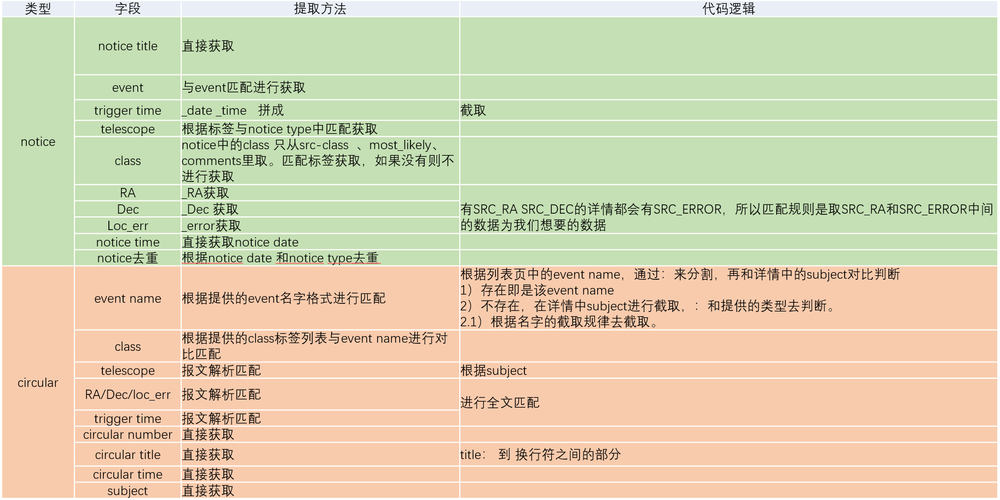 类型 字段 提取方法 代码逻辑
notice
notice title 直接获取
event 与event匹配进行获取
trigger time _date _time 拼成 截取
telescope 根据标签与notice type中匹配获取
class
notice中的class 只从src-class 、most_likely、
comments里取。匹配标签获取，如果没有则不
进行获取
RA _RA获取
Dec _Dec 获取
Loc_err _error获取
有SRC_RA SRC_DEC的详情都会有SRC_ERROR，所以匹配规则是取SRC_RA和SRC_ERROR中间
的数据为我们想要的数据
notice time 直接获取notice date
notice去重 根据notice date 和notice type去重
circular
event name 根据提供的event名字格式进行匹配
根据列表页中的event name，通过：来分割，再和详情中的subject对比判断
1）存在即是该event name
2）不存在，在详情中subject进行截取，：和提供的类型去判断。
2.1）根据名字的截取规律去截取。
class
根据提供的class标签列表与event name进行对
比匹配
telescope 报文解析匹配 根据subject
RA/Dec/loc_err 报文解析匹配
进行全文匹配
trigger time 报文解析匹配
circular number 直接获取
circular title 直接获取 title： 到 换行符之间的部分
circular time 直接获取
subject 直接获取